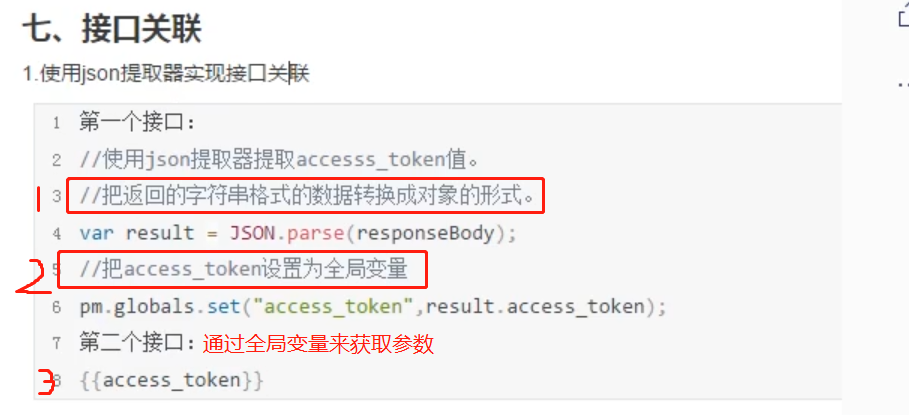 七、接口关联
1.使用json提取器实现接口关联
1 第一个接口：
2 //使用json提取器提取accesss_token值。
1 3 //把返回的字符串格式的数据转换成对象的形式。
4 var result = JSON.parse(responseBody);
2 5 //把access_token设置为全局变量
6 pm.globals.set("access_token",result.access_token);
7 第二个接口：通过全局变量来获取参数
3 8 {{access_token}}